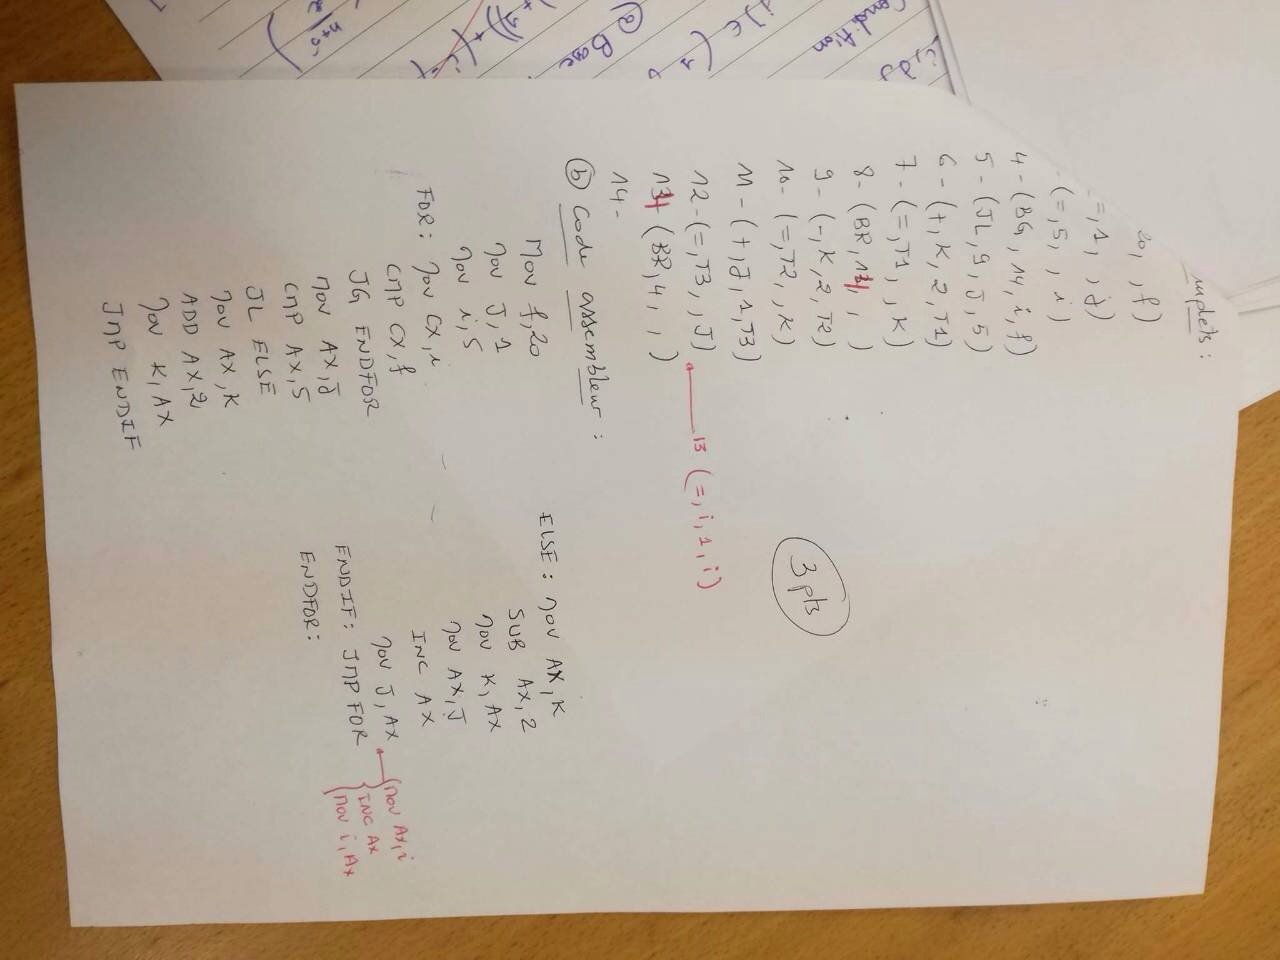 Condition
Base
uplets :
20, , f)
=, 1, , j)
(=, 5, , i)
4 - (BG, 14, i, f)
5 - (JL, 9, J, 5)
6 - (+, K, 2, T1)
7 - (=, T1, , K)
8 - (BR, , )
9 - (-, K, 2, T2)
10 - (=, T2, , K)
11 - (+, J, 1, T3)
12 - (=, T3, , J)
13 (=, i, 1, i)
(BR, 4, , )
14 -
3 pts
ⓑ Code assembleur :
Mov f, 20
Mov J, 1
Mov i, 5
FOR : Mov CX, i
CMP CX, f
JG ENDFOR
Mov AX, J
CMP AX, 5
JL ELSE
Mov AX, K
ADD AX, 2
Mov K, AX
JMP ENDIF
ELSE : Mov AX, K
SUB AX, 2
Mov K, AX
Mov AX, J
INC AX
Mov J, AX
Mov AX, i
INC AX
Mov i, AX
ENDIF : JMP FOR
ENDFOR :